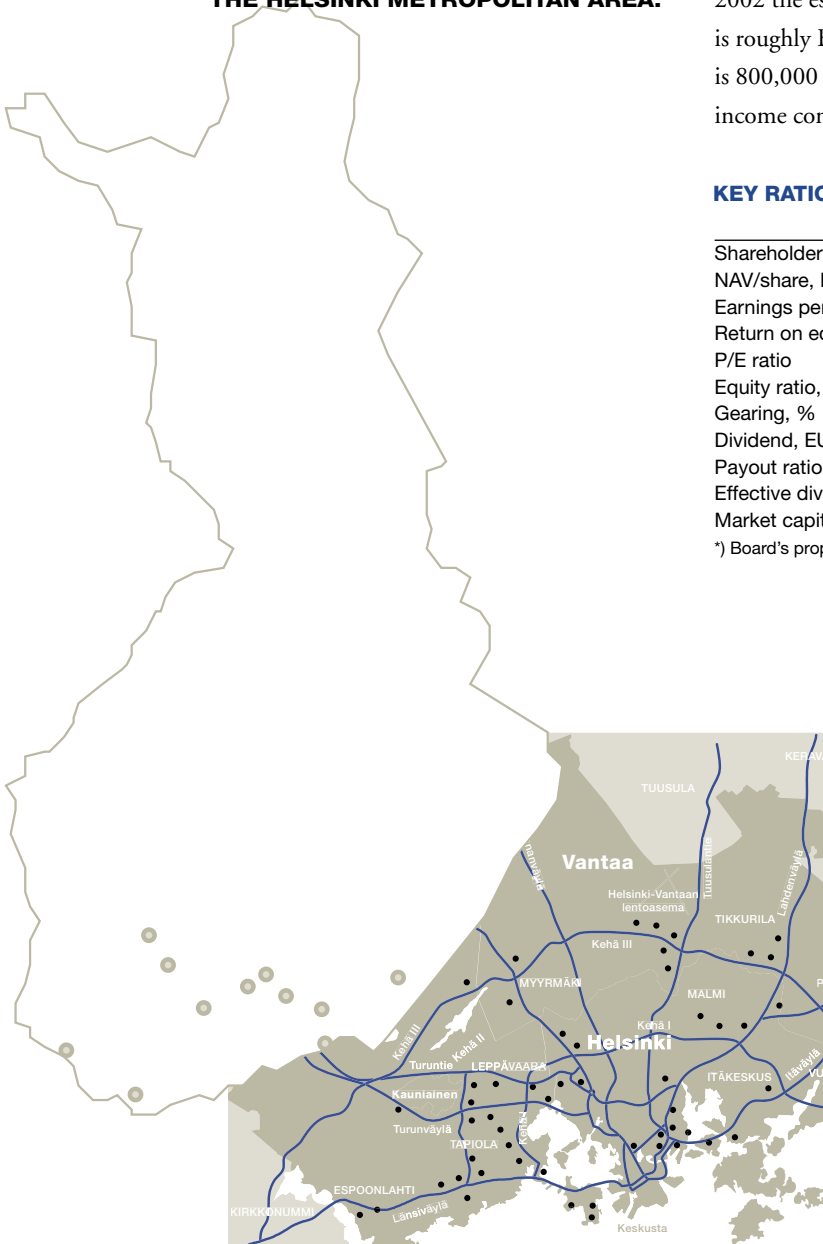 THE HELSINKI METROPOLITAN AREA.
2002 the es
is roughly
is 800,000
income con
KEY RATIO
Shareholder
NAV/share,
Earnings per
Return on eq
P/E ratio
Equity ratio,
Gearing, %
Dividend, EU
Payout ratio
Effective div
Market capit
*) Board's prop
KERAVA
TUUSULA
Vantaa
nanväylä
Tuusulantie
Lahdenväylä
Helsinki-Vantaan
lentoasema
TIKKURILA
Kehä III
MYYRMÄKI
MALMI
P
Kehä I
Helsinki
Kehä III
Kehä II
Turuntie
LEPPÄVAARA
ITÄKESKUS
Itäväylä
VU
Kauniainen
Turunväylä
Kehä I
TAPIOLA
ESPOONLAHTI
KIRKKONUMMI
Länsiväylä
Keskusta